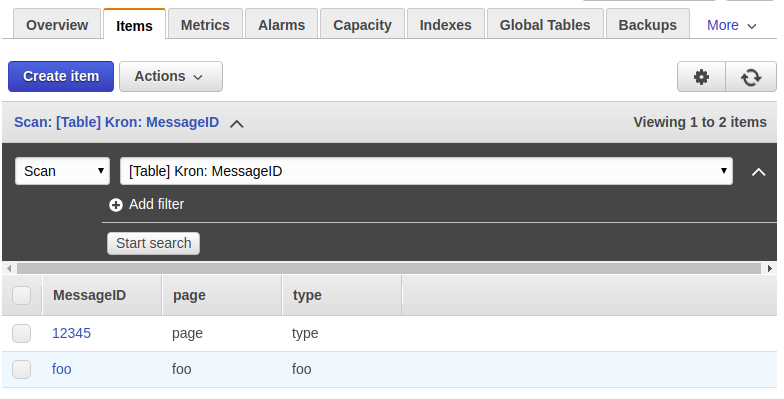 Overview Items Metrics Alarms Capacity Indexes Global Tables Backups More
Create item Actions
Scan: [Table] Kron: MessageID Viewing 1 to 2 items
Scan [Table] Kron: MessageID
Add filter
Start search
MessageID page type
12345 page type
foo foo foo